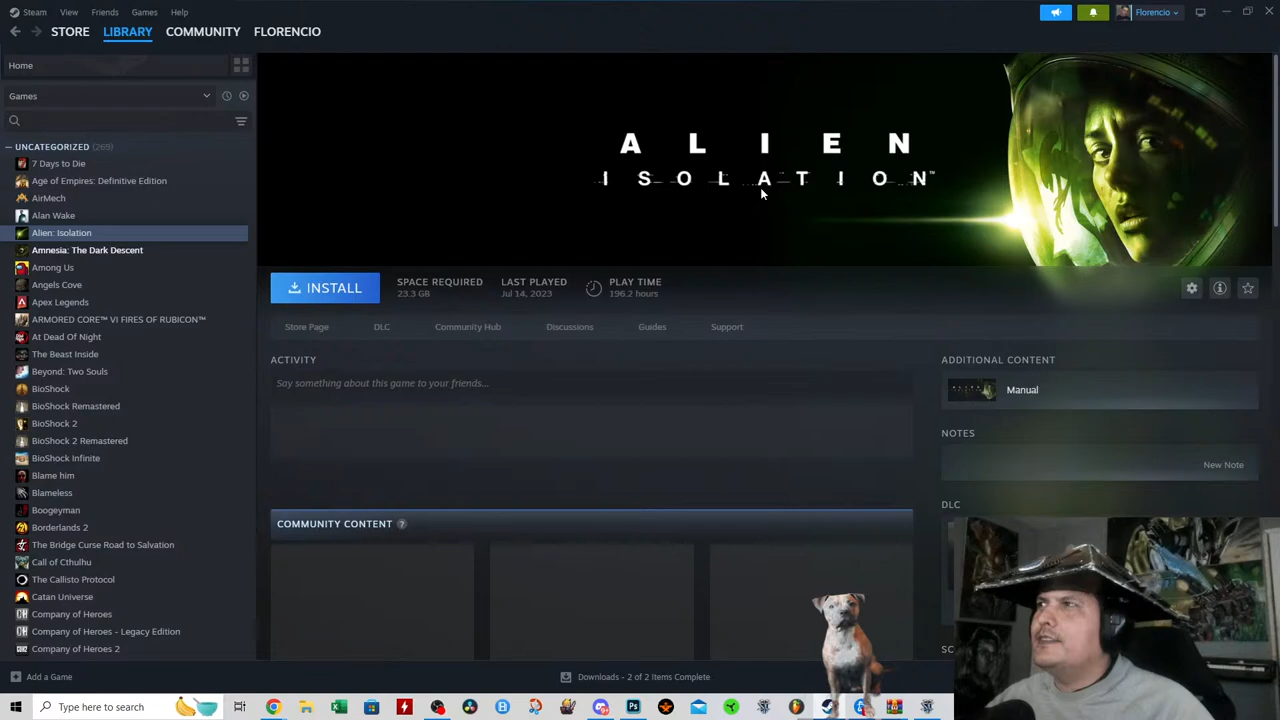 Steam View Friends Games Help
Florencio
STORE LIBRARY COMMUNITY FLORENCIO
Home
Games
UNCATEGORIZED (269)
7 Days to Die
Age of Empires: Definitive Edition
AirMech
Alan Wake
Alien: Isolation
Amnesia: The Dark Descent
Among Us
Angels Cove
Apex Legends
ARMORED CORE™ VI FIRES OF RUBICON™
At Dead Of Night
The Beast Inside
Beyond: Two Souls
BioShock
BioShock Remastered
BioShock 2
BioShock 2 Remastered
BioShock Infinite
Blame him
Blameless
Boogeyman
Borderlands 2
The Bridge Curse Road to Salvation
Call of Cthulhu
The Callisto Protocol
Catan Universe
Company of Heroes
Company of Heroes - Legacy Edition
Company of Heroes 2
ALIEN
ISOLATION™
INSTALL
SPACE REQUIRED
23.3 GB
LAST PLAYED
Jul 14, 2023
PLAY TIME
196.2 hours
Store Page DLC Community Hub Discussions Guides Support
ACTIVITY
Say something about this game to your friends...
COMMUNITY CONTENT ?
ADDITIONAL CONTENT
Manual
NOTES
New Note
DLC
Add a Game
Downloads - 2 of 2 Items Complete
Type here to search